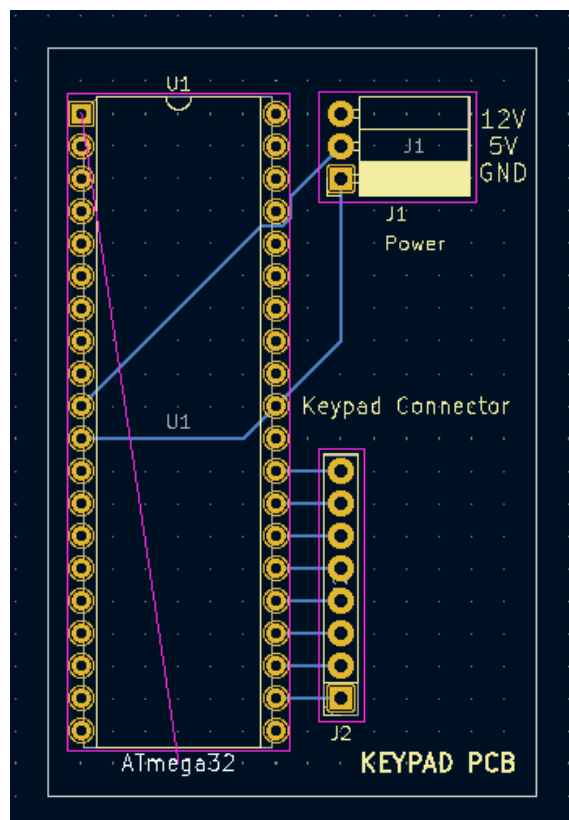 U1
12V
J1
5V
GND
J1
Power
Keypad Connector
U1
J2
ATmega32
KEYPAD PCB